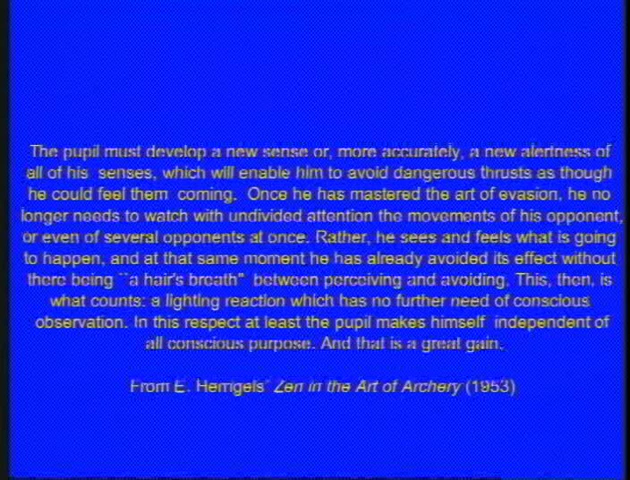 The pupil must develop a new sense or, more accurately, a new alertness of
all of his senses, which will enable him to avoid dangerous thrusts as though
he could feel them coming. Once he has mastered the art of evasion, he no
longer needs to watch with undivided attention the movements of his opponent,
or even of several opponents at once. Rather, he sees and feels what is going
to happen, and at that same moment he has already avoided its effect without
there being ``a hair's breath" between perceiving and avoiding. This, then, is
what counts: a lighting reaction which has no further need of conscious
observation. In this respect at least the pupil makes himself independent of
all conscious purpose. And that is a great gain.
From E. Herrigels' Zen in the Art of Archery (1953)